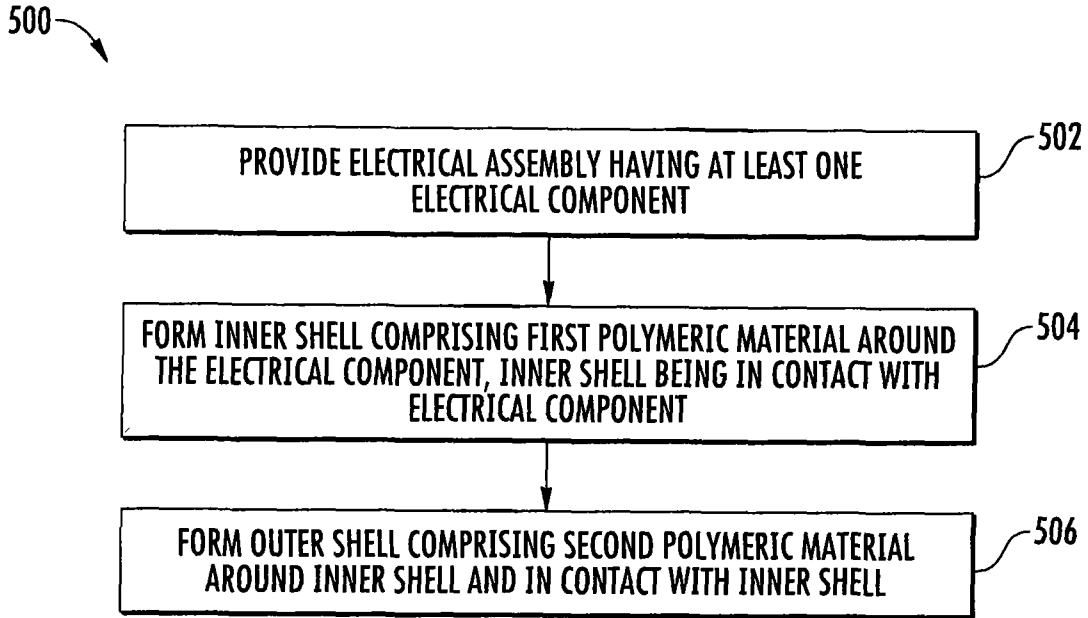 500
502
PROVIDE ELECTRICAL ASSEMBLY HAVING AT LEAST ONE
ELECTRICAL COMPONENT
504
FORM INNER SHELL COMPRISING FIRST POLYMERIC MATERIAL AROUND
THE ELECTRICAL COMPONENT, INNER SHELL BEING IN CONTACT WITH
ELECTRICAL COMPONENT
506
FORM OUTER SHELL COMPRISING SECOND POLYMERIC MATERIAL
AROUND INNER SHELL AND IN CONTACT WITH INNER SHELL